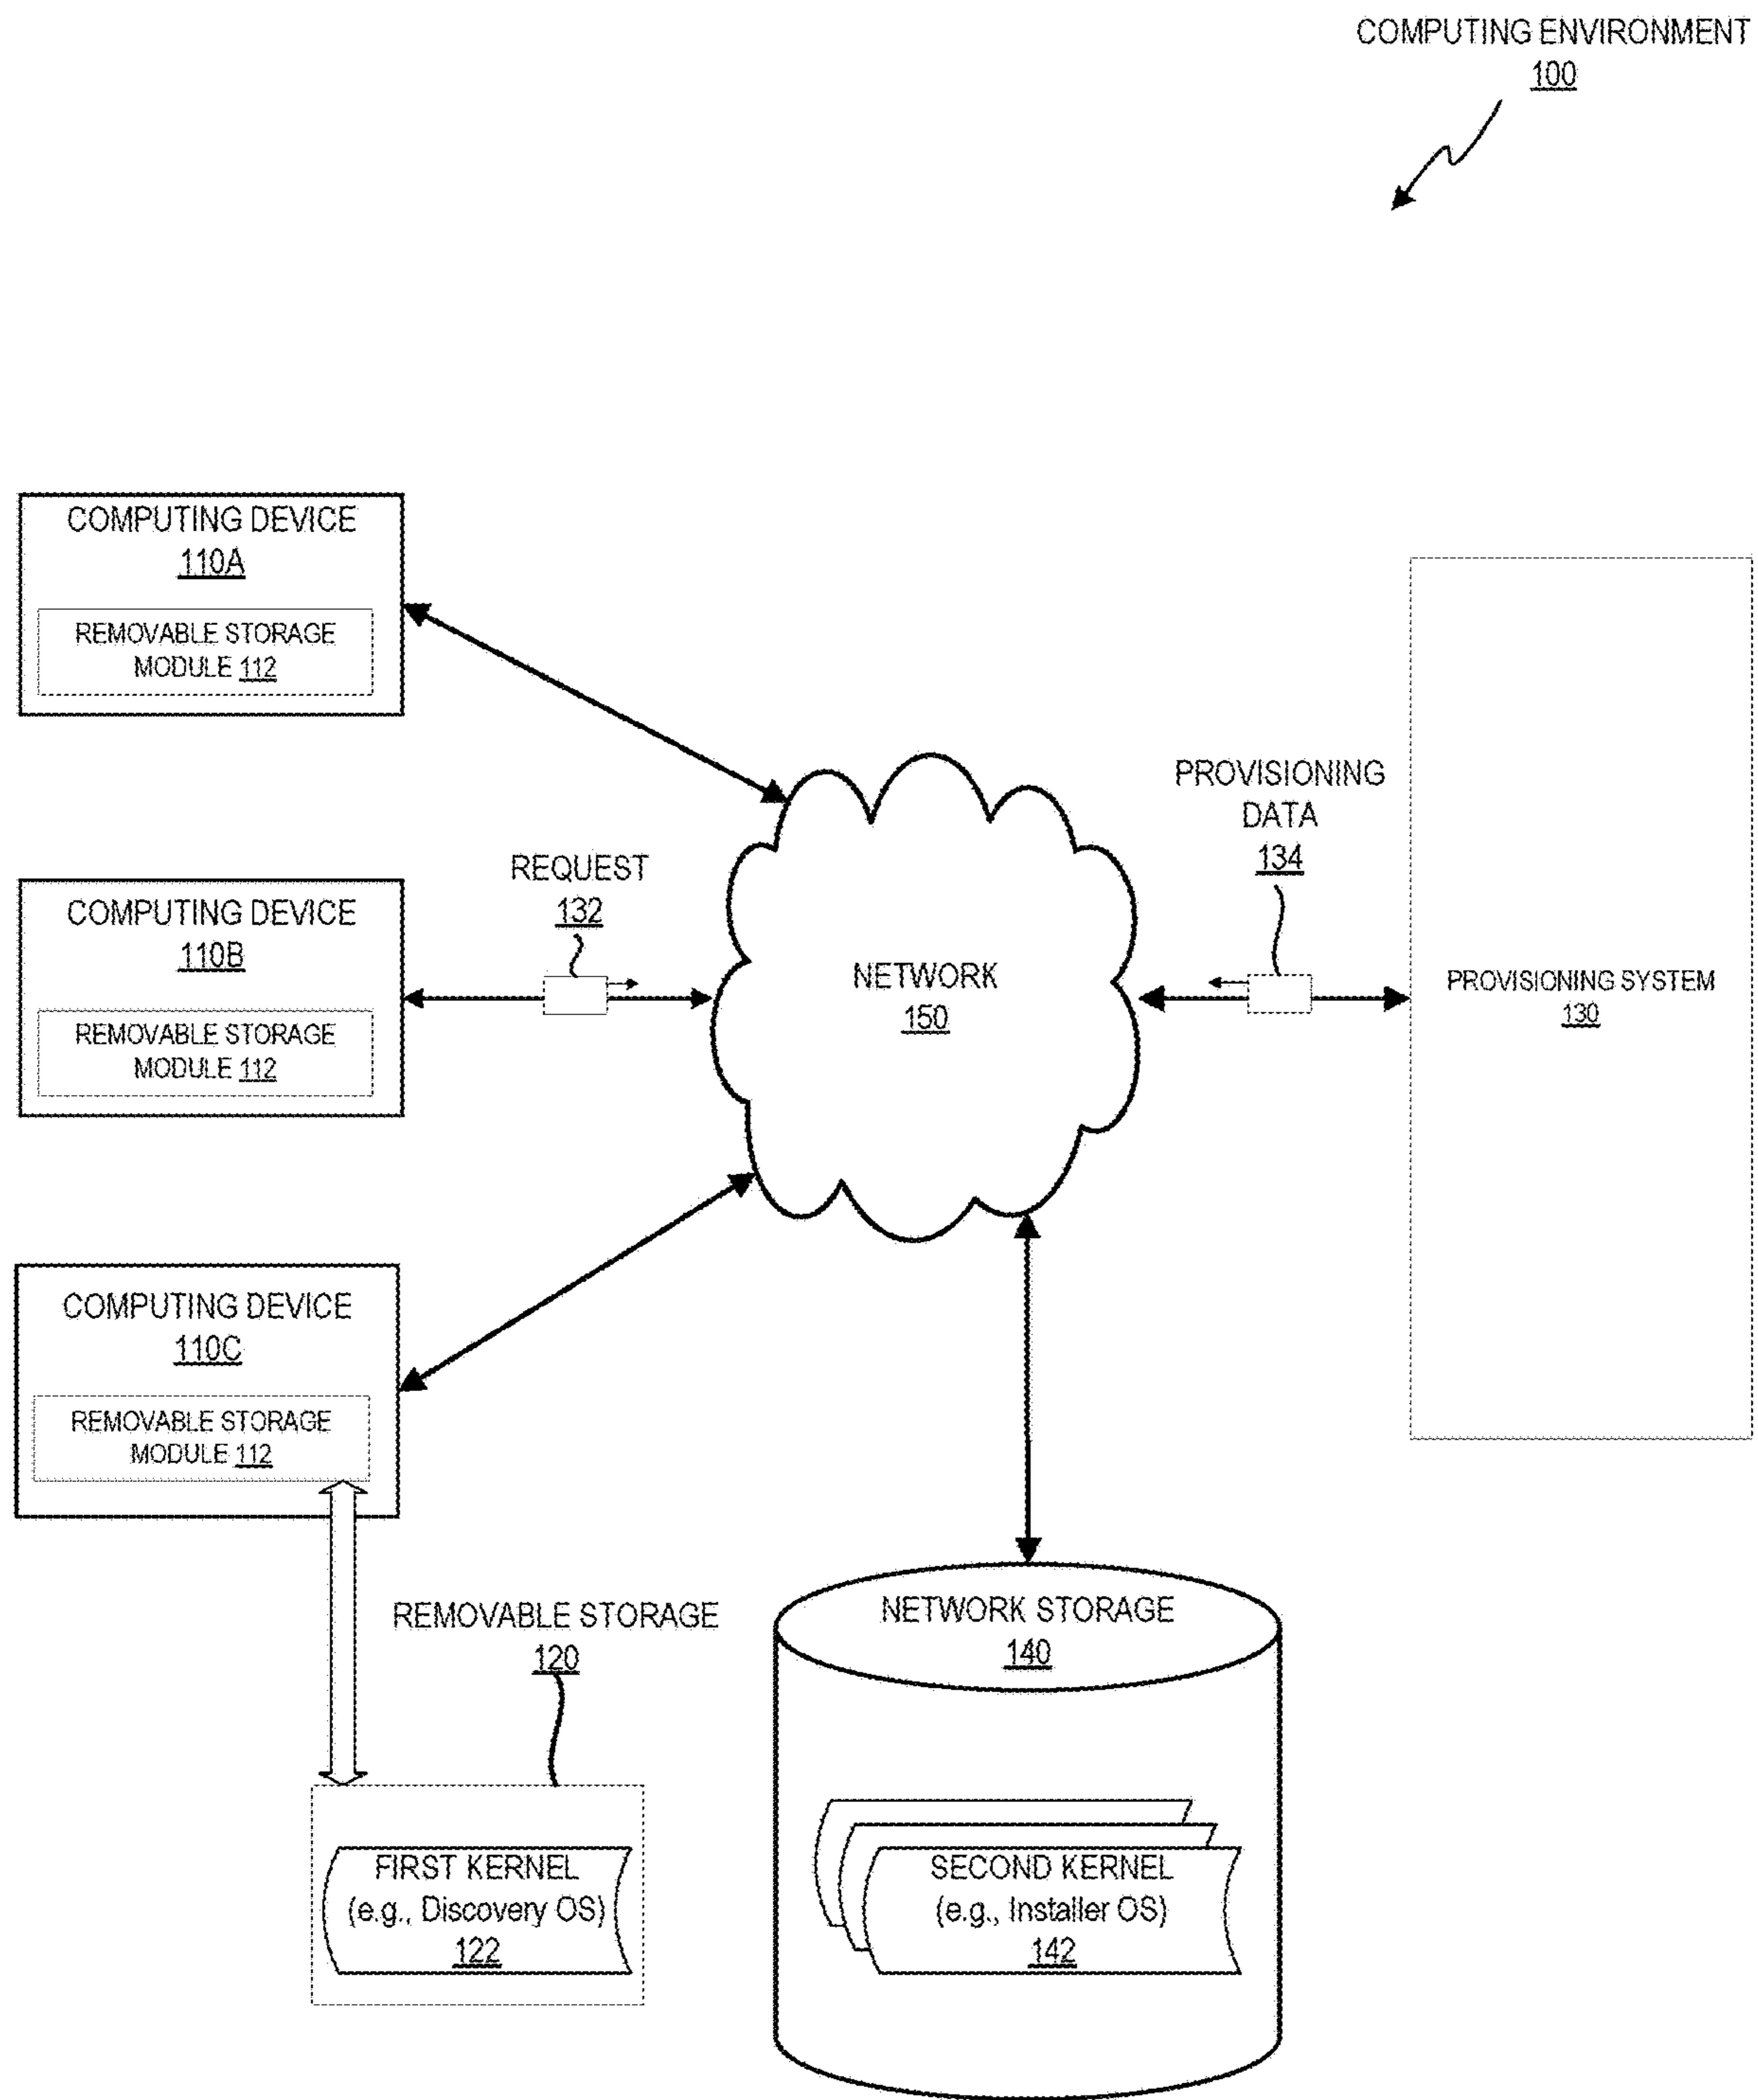 COMPUTING ENVIRONMENT
100
COMPUTING DEVICE
110A
REMOVABLE STORAGE
MODULE 112
PROVISIONING
DATA
134
REQUEST
132
COMPUTING DEVICE
110B
REMOVABLE STORAGE
MODULE 112
NETWORK
150
PROVISIONING SYSTEM
130
COMPUTING DEVICE
110C
REMOVABLE STORAGE
MODULE 112
REMOVABLE STORAGE
120
NETWORK STORAGE
140
FIRST KERNEL
(e.g., Discovery OS)
122
SECOND KERNEL
(e.g., Installer OS)
142